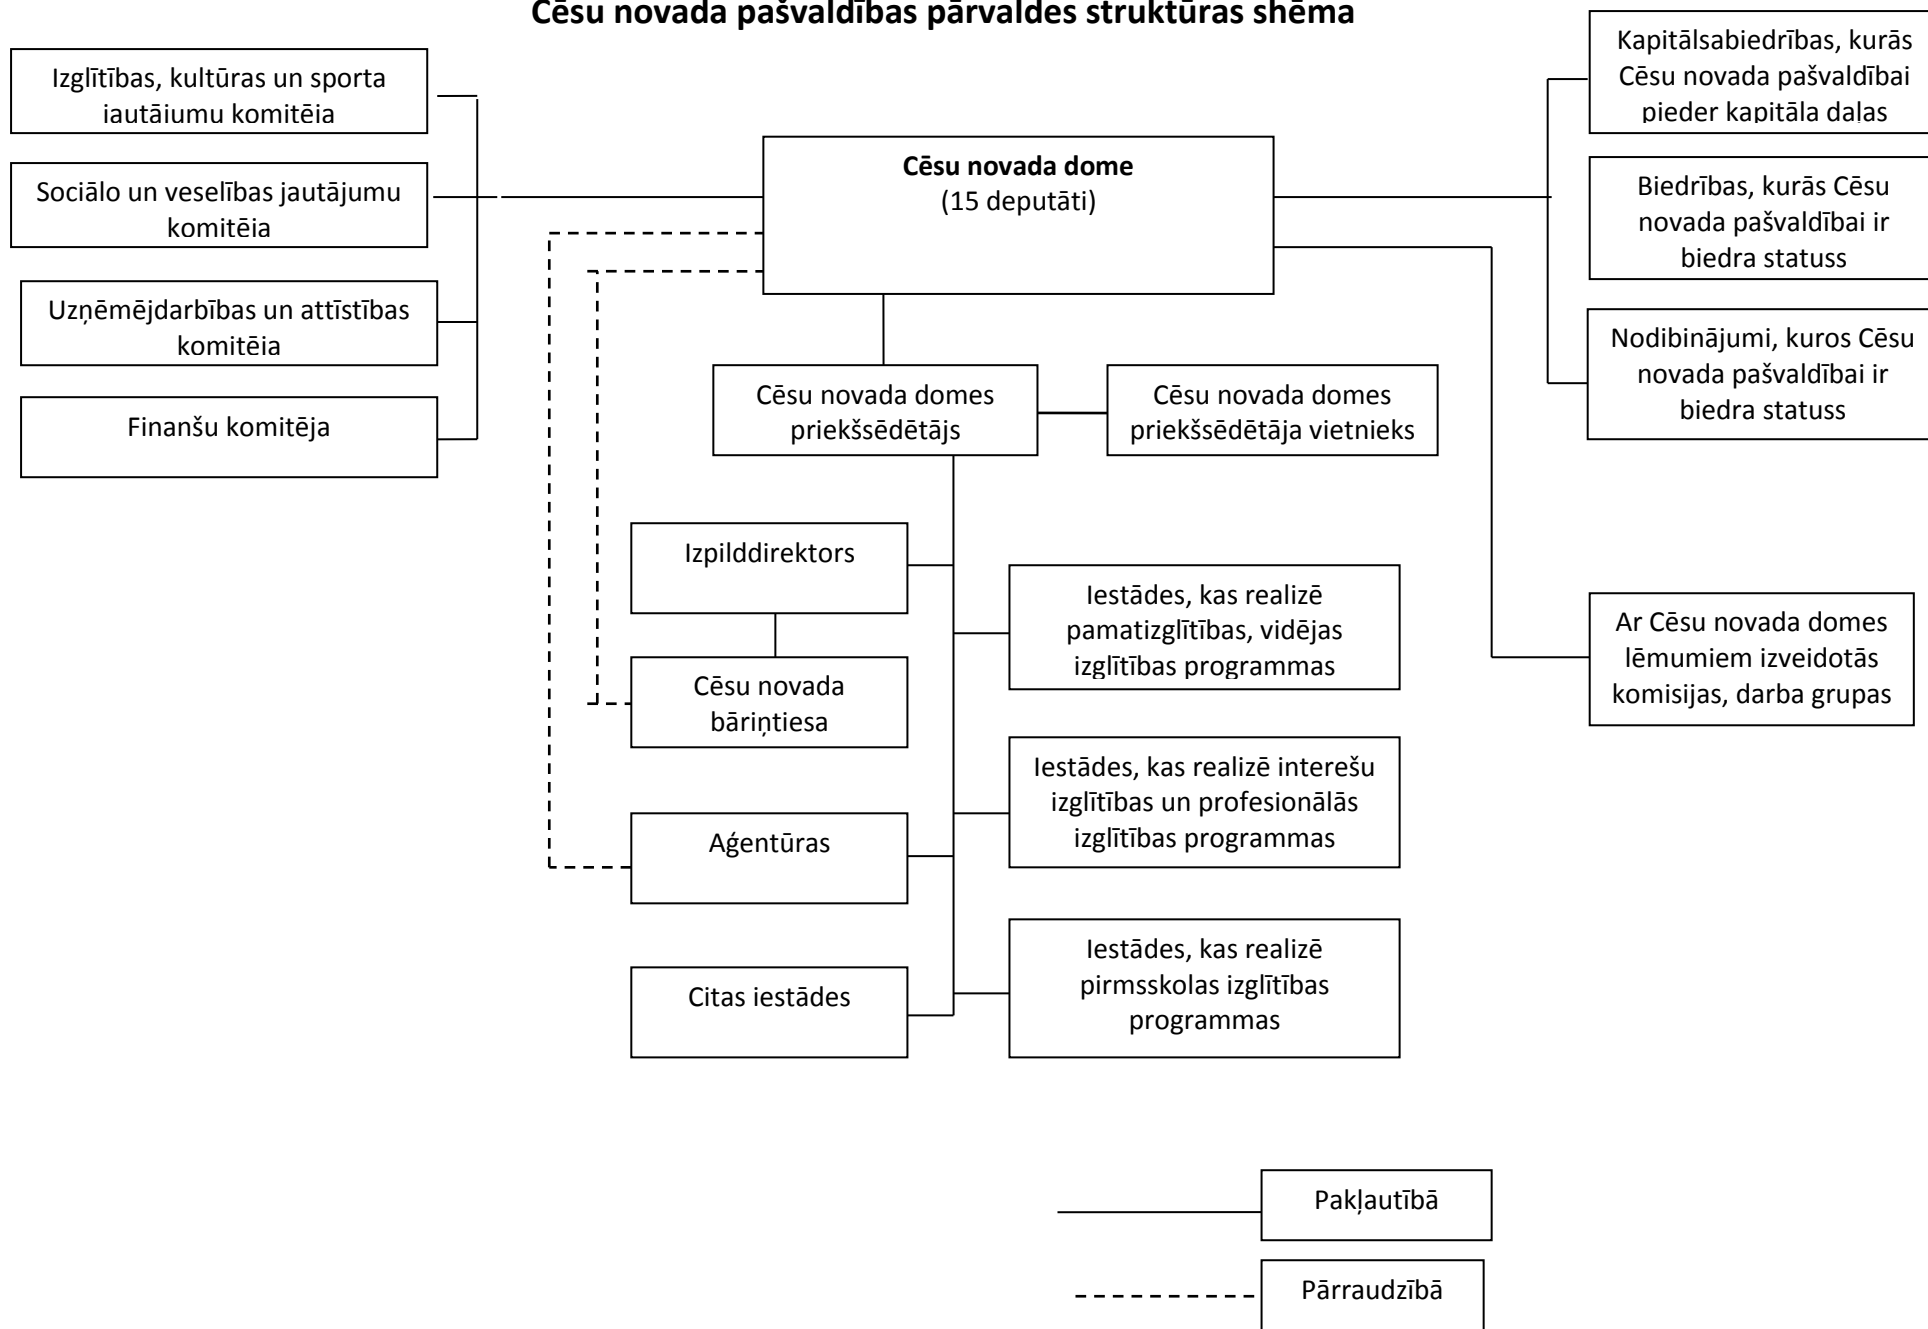 Cēsu novada pašvaldības pārvaldes struktūras shēma
Izglītības, kultūras un sporta
jautājumu komitēja
Sociālo un veselības jautājumu
komitēja
Uzņēmējdarbības un attīstības
komitēja
Finanšu komitēja
Cēsu novada dome
(15 deputāti)
Kapitālsabiedrības, kurās
Cēsu novada pašvaldībai
pieder kapitāla daļas
Biedrības, kurās Cēsu
novada pašvaldībai ir
biedra statuss
Nodibinājumi, kuros Cēsu
novada pašvaldībai ir
biedra statuss
Cēsu novada domes
priekšsēdētājs
Cēsu novada domes
priekšsēdētāja vietnieks
Izpilddirektors
Cēsu novada
bāriņtiesa
Aģentūras
Citas iestādes
Iestādes, kas realizē
pamatizglītības, vidējas
izglītības programmas
Iestādes, kas realizē interešu
izglītības un profesionālās
izglītības programmas
Iestādes, kas realizē
pirmsskolas izglītības
programmas
Ar Cēsu novada domes
lēmumiem izveidotās
komisijas, darba grupas
Pakļautībā
Pārraudzībā